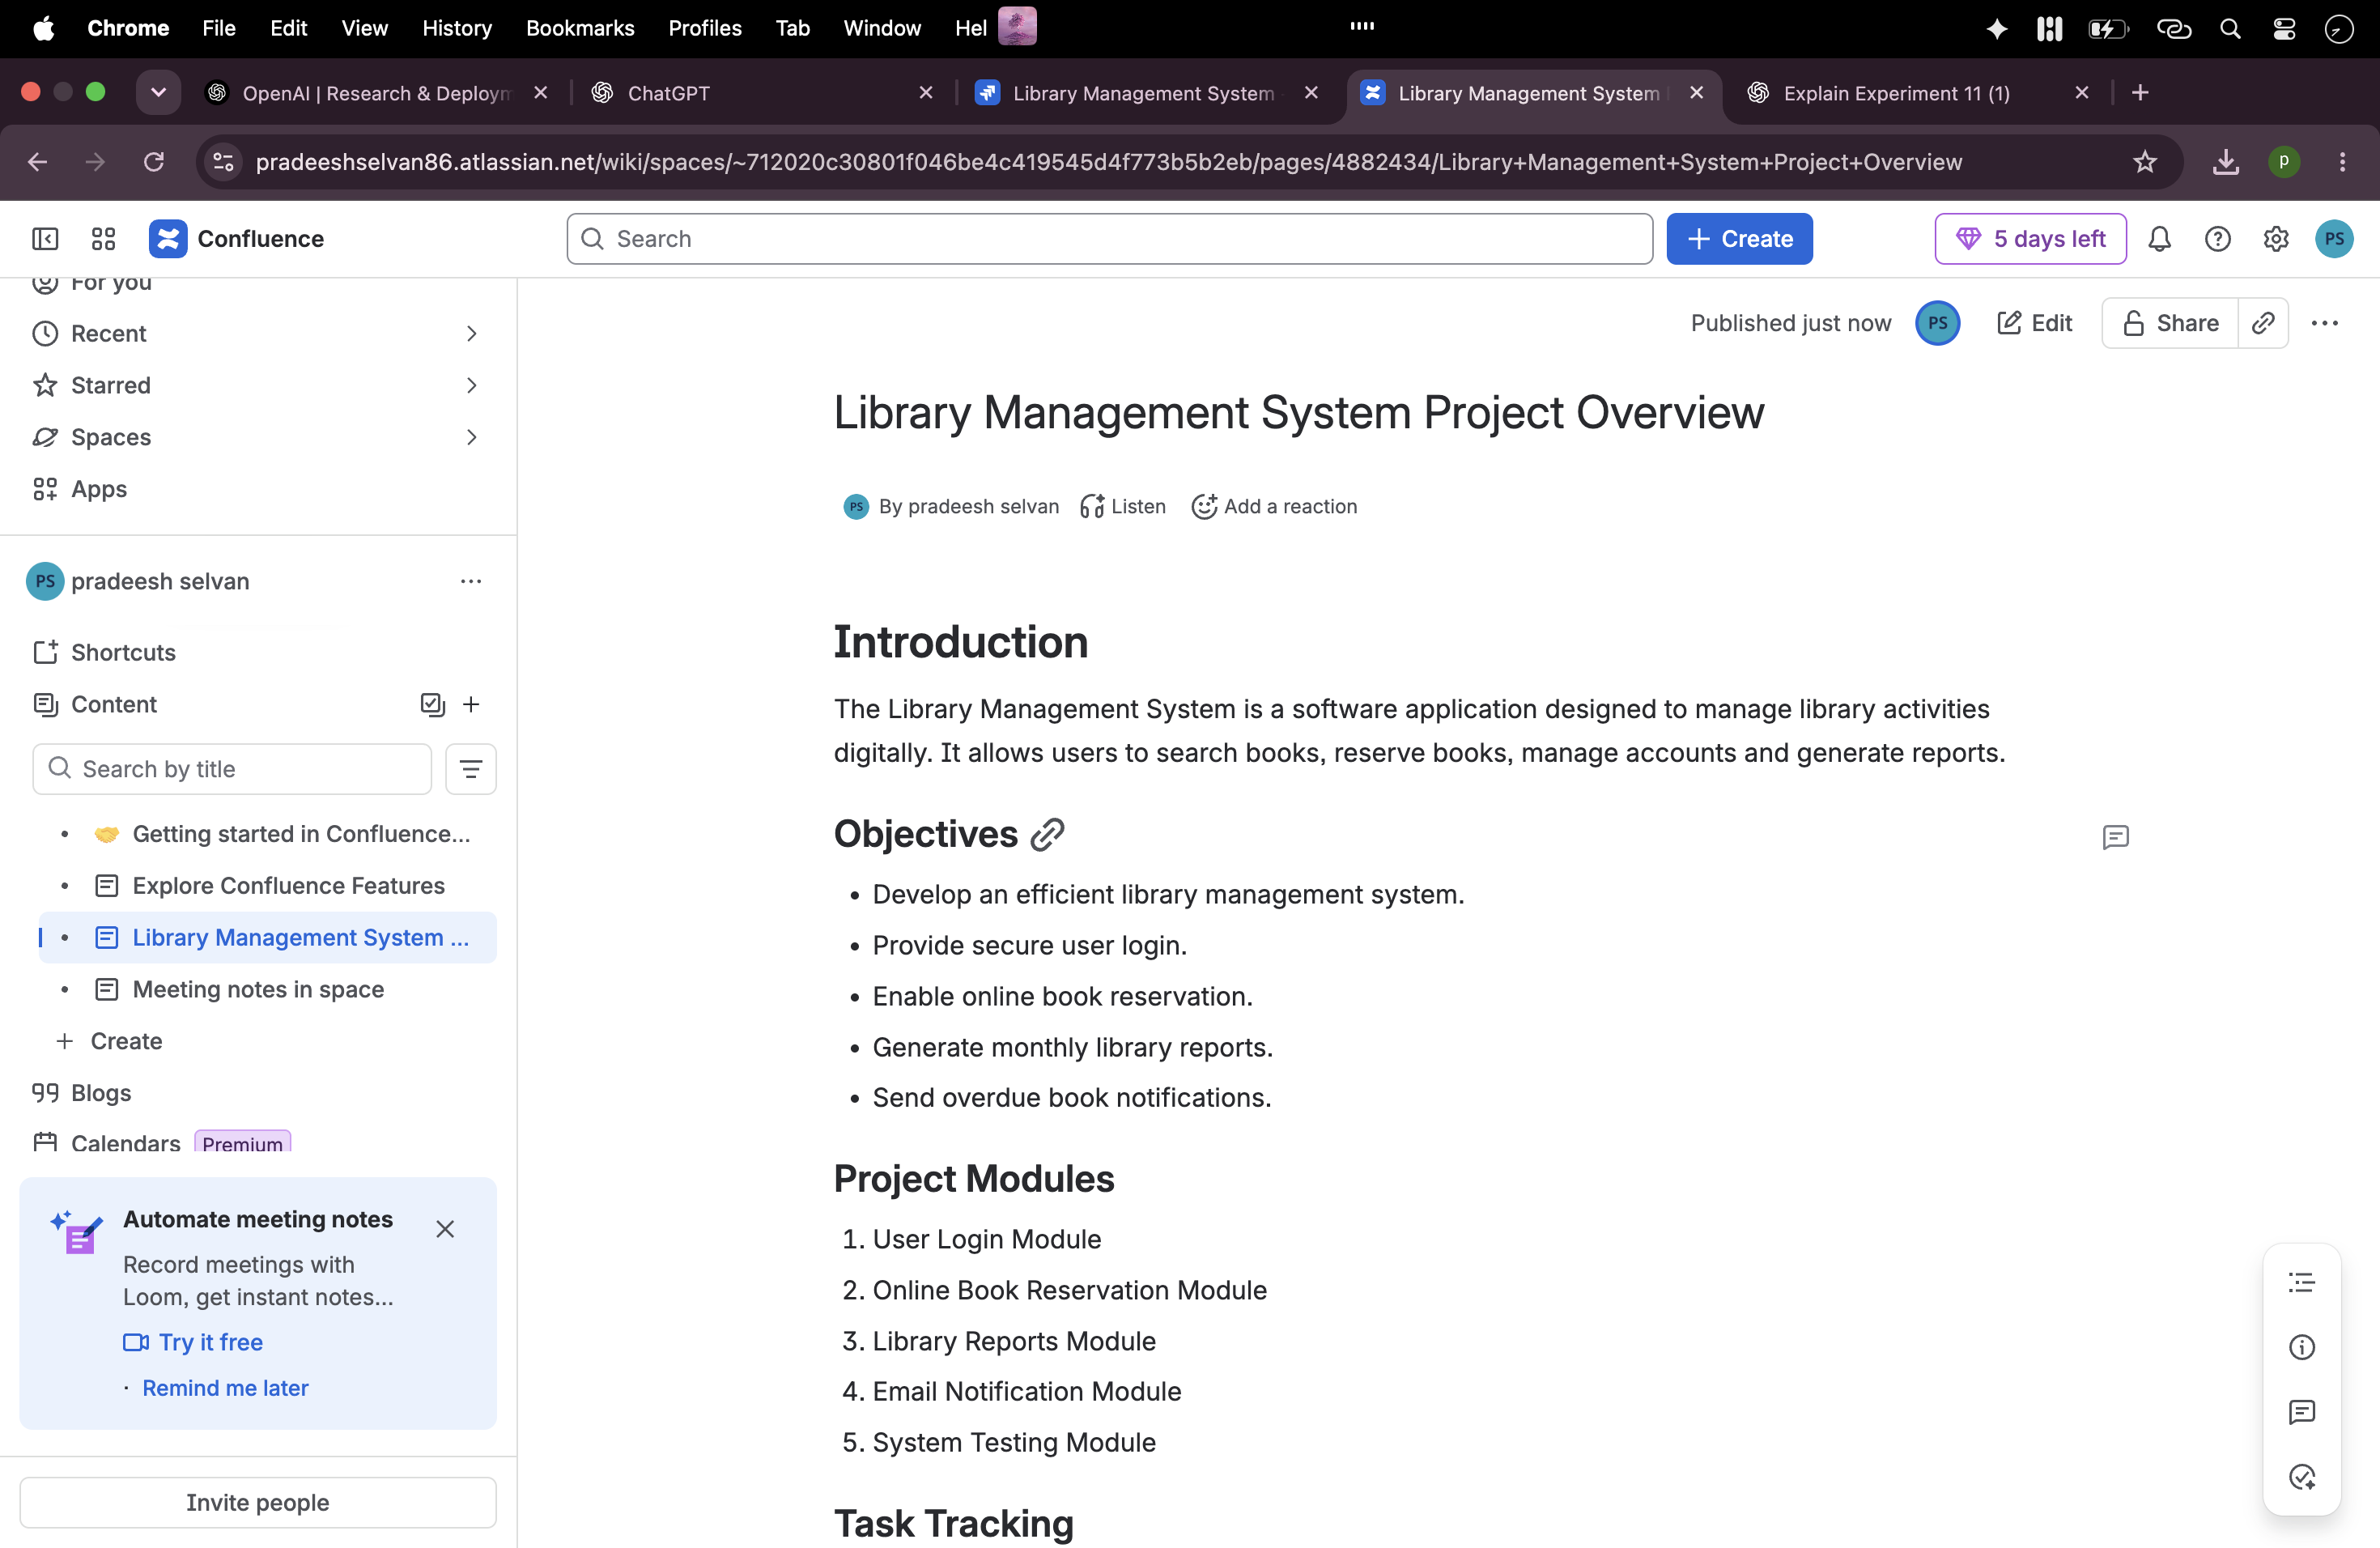 Chrome File Edit View History Bookmarks Profiles Tab Window Hel
OpenAI | Research & Deploym
ChatGPT
Library Management System
Library Management System
Explain Experiment 11 (1)
pradeeshselvan86.atlassian.net/wiki/spaces/~712020c30801f046be4c419545d4f773b5b2eb/pages/4882434/Library+Management+System+Project+Overview
p
Confluence
Search
Create
5 days left
PS
For you
Recent
Starred
Spaces
Apps
PS pradeesh selvan
Shortcuts
Content
Search by title
Getting started in Confluence...
Explore Confluence Features
Library Management System ...
Meeting notes in space
Create
Blogs
Calendars Premium
Automate meeting notes
Record meetings with
Loom, get instant notes...
Try it free
· Remind me later
Invite people
Published just now PS Edit Share
Library Management System Project Overview
PS By pradeesh selvan Listen Add a reaction
Introduction
The Library Management System is a software application designed to manage library activities
digitally. It allows users to search books, reserve books, manage accounts and generate reports.
Objectives
• Develop an efficient library management system.
• Provide secure user login.
• Enable online book reservation.
• Generate monthly library reports.
• Send overdue book notifications.
Project Modules
1. User Login Module
2. Online Book Reservation Module
3. Library Reports Module
4. Email Notification Module
5. System Testing Module
Task Tracking